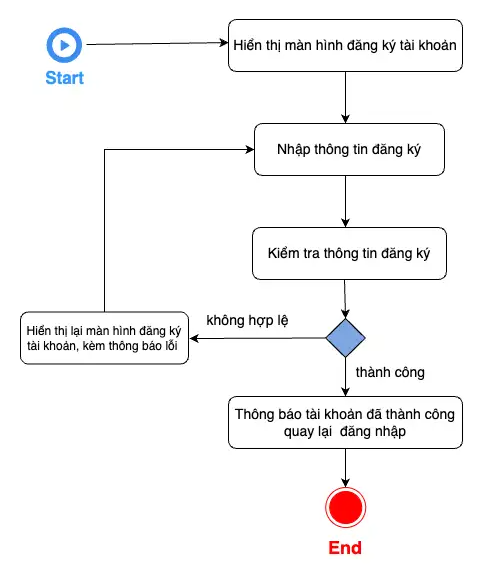 Start
Hiển thị màn hình đăng ký tài khoản
Nhập thông tin đăng ký
Kiểm tra thông tin đăng ký
không hợp lệ
Hiển thị lại màn hình đăng ký
tài khoản, kèm thông báo lỗi
thành công
Thông báo tài khoản đã thành công
quay lại đăng nhập
End